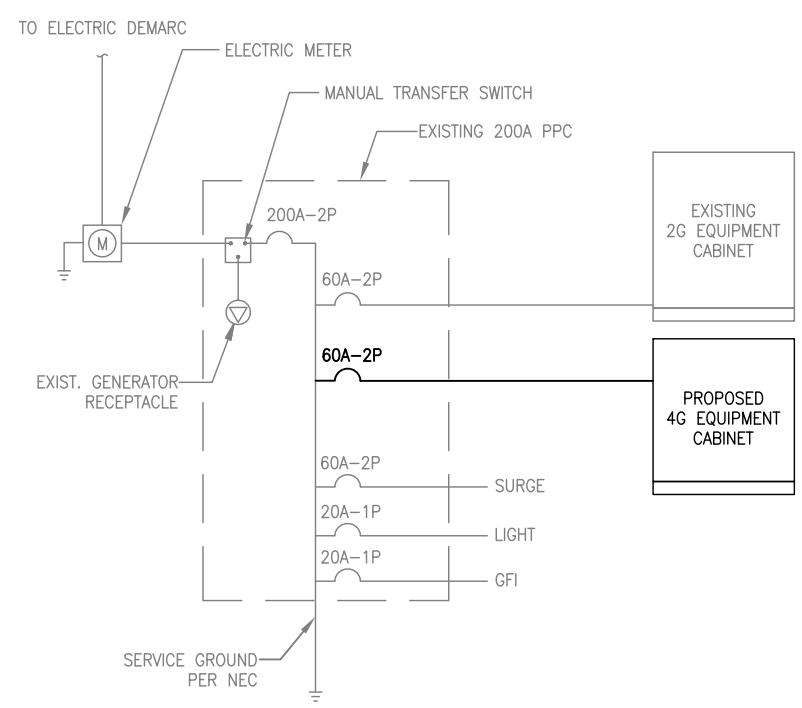 TO ELECTRIC DEMARC
ELECTRIC METER
MANUAL TRANSFER SWITCH
EXISTING 200A PPC
200A-2P
M
EXISTING
2G EQUIPMENT
CABINET
60A-2P
60A-2P
EXIST. GENERATOR
RECEPTACLE
PROPOSED
4G EQUIPMENT
CABINET
60A-2P
SURGE
20A-1P
LIGHT
20A-1P
GFI
SERVICE GROUND
PER NEC